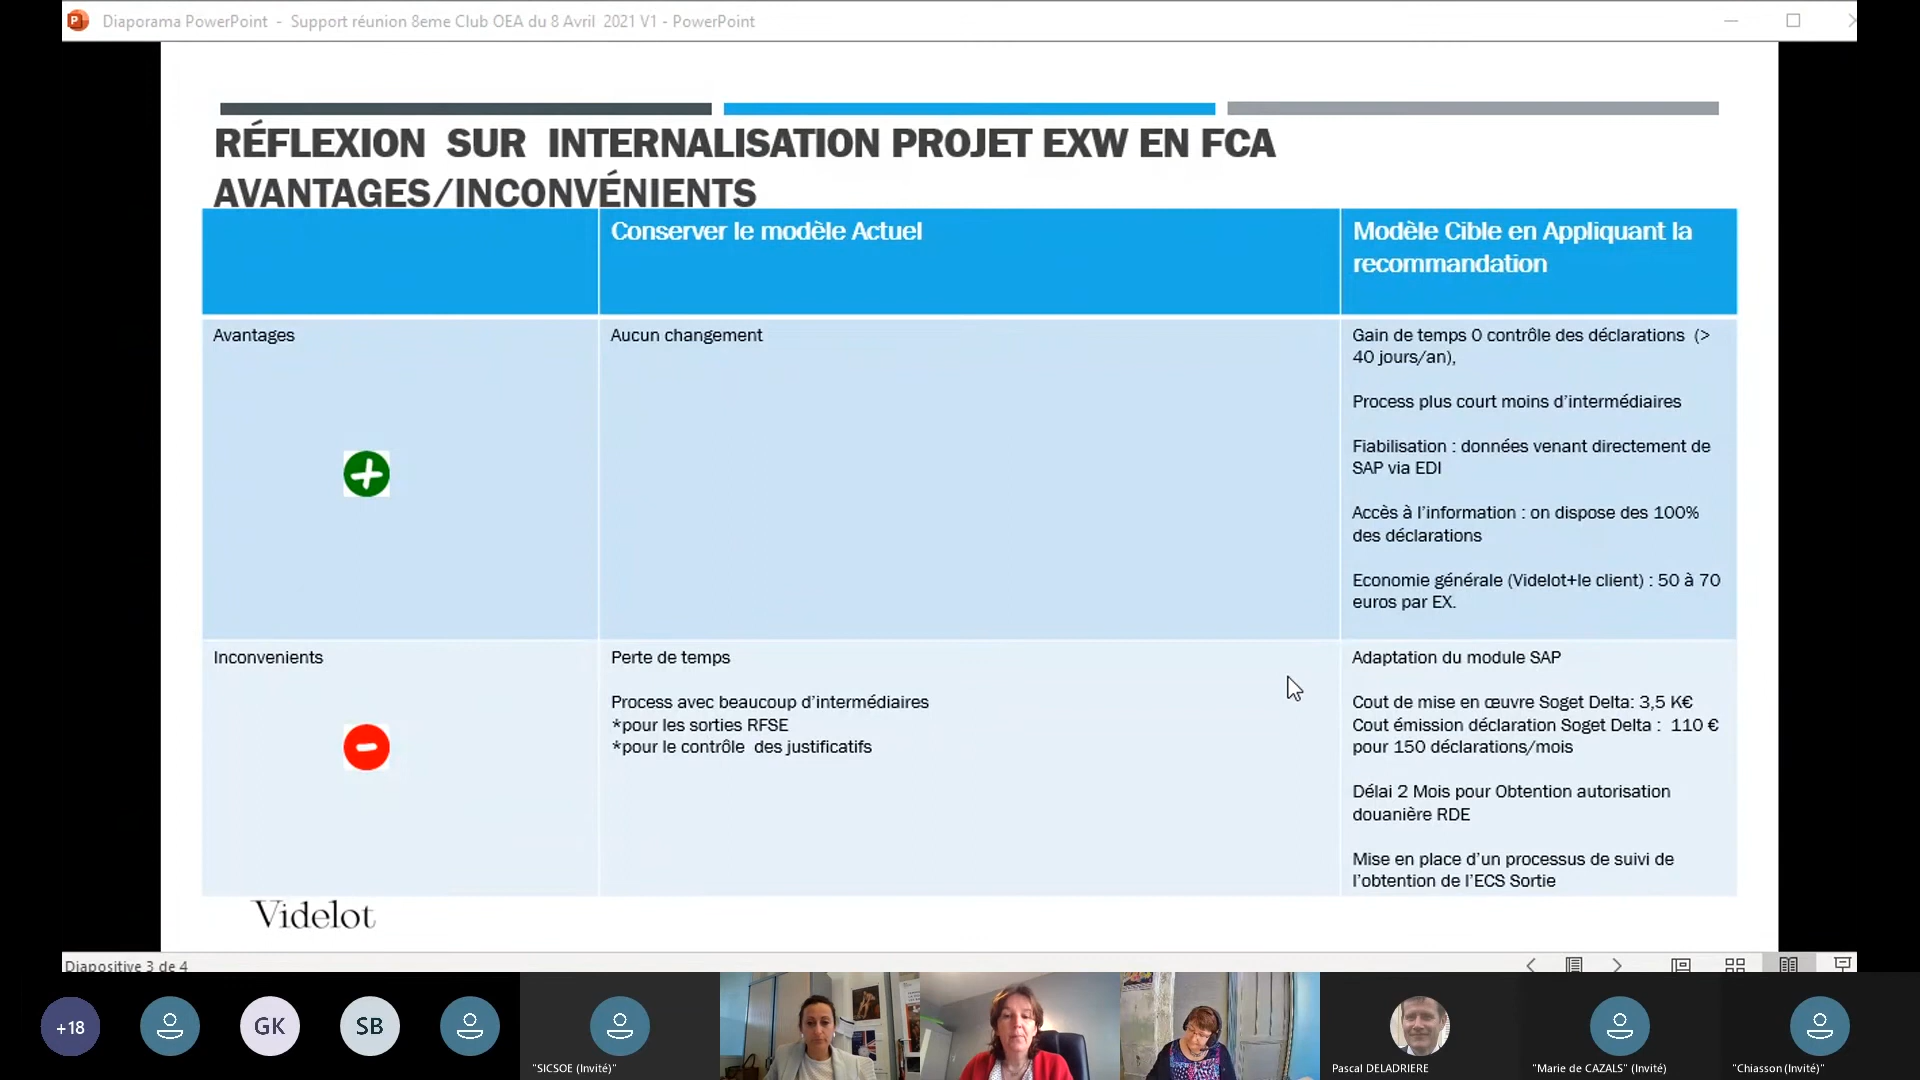 Diaporama PowerPoint - Support réunion 8eme Club OEA du 8 Avril 2021 V1 - PowerPoint
RÉFLEXION SUR INTERNALISATION PROJET EXW EN FCA
AVANTAGES/INCONVÉNIENTS
Conserver le modèle Actuel
Modèle Cible en Appliquant la
recommandation
Avantages
Aucun changement
Gain de temps 0 contrôle des déclarations (>
40 jours/an),
Process plus court moins d'intermédiaires
Fiabilisation : données venant directement de
SAP via EDI
Accès à l'information : on dispose des 100%
des déclarations
Economie générale (Videlot+le client) : 50 à 70
euros par EX.
Inconvenients
Perte de temps
Process avec beaucoup d'intermédiaires
*pour les sorties RFSE
*pour le contrôle des justificatifs
Adaptation du module SAP
Cout de mise en œuvre Soget Delta: 3,5 K€
Cout émission déclaration Soget Delta : 110 €
pour 150 déclarations/mois
Délai 2 Mois pour Obtention autorisation
douanière RDE
Mise en place d'un processus de suivi de
l'obtention de l'ECS Sortie
Videlot
Diapositive 3 de 4
+18
GK
SB
"SICSOE (Invité)"
Pascal DELADRIERE
"Marie de CAZALS" (Invité)
"Chiasson (Invité)"